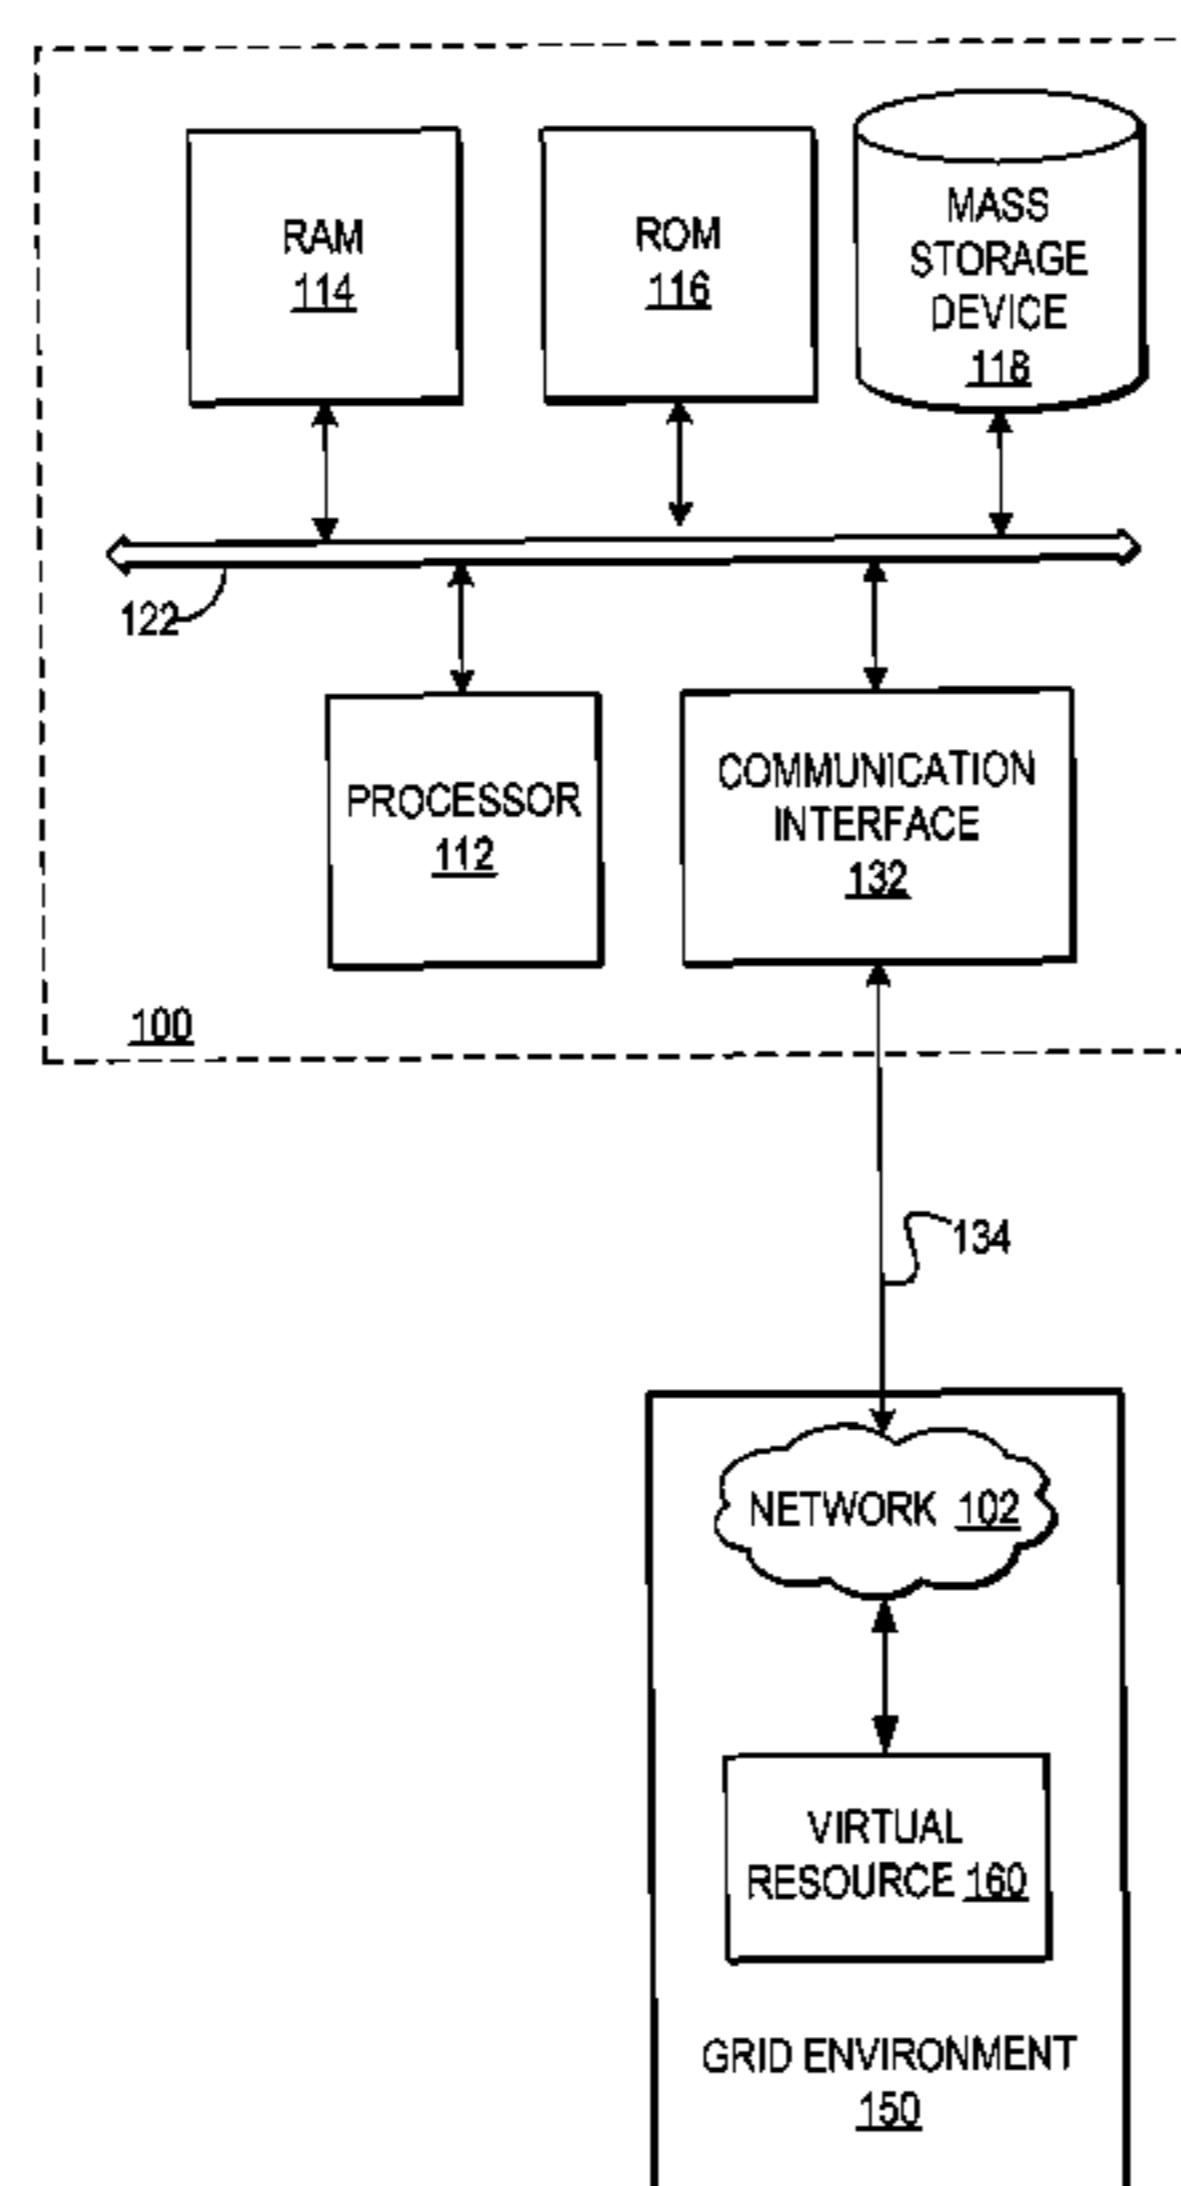 RAM
114
ROM
116
MASS
STORAGE
DEVICE
118
122
PROCESSOR
112
COMMUNICATION
INTERFACE
132
100
134
NETWORK 102
VIRTUAL
RESOURCE 160
GRID ENVIRONMENT
150